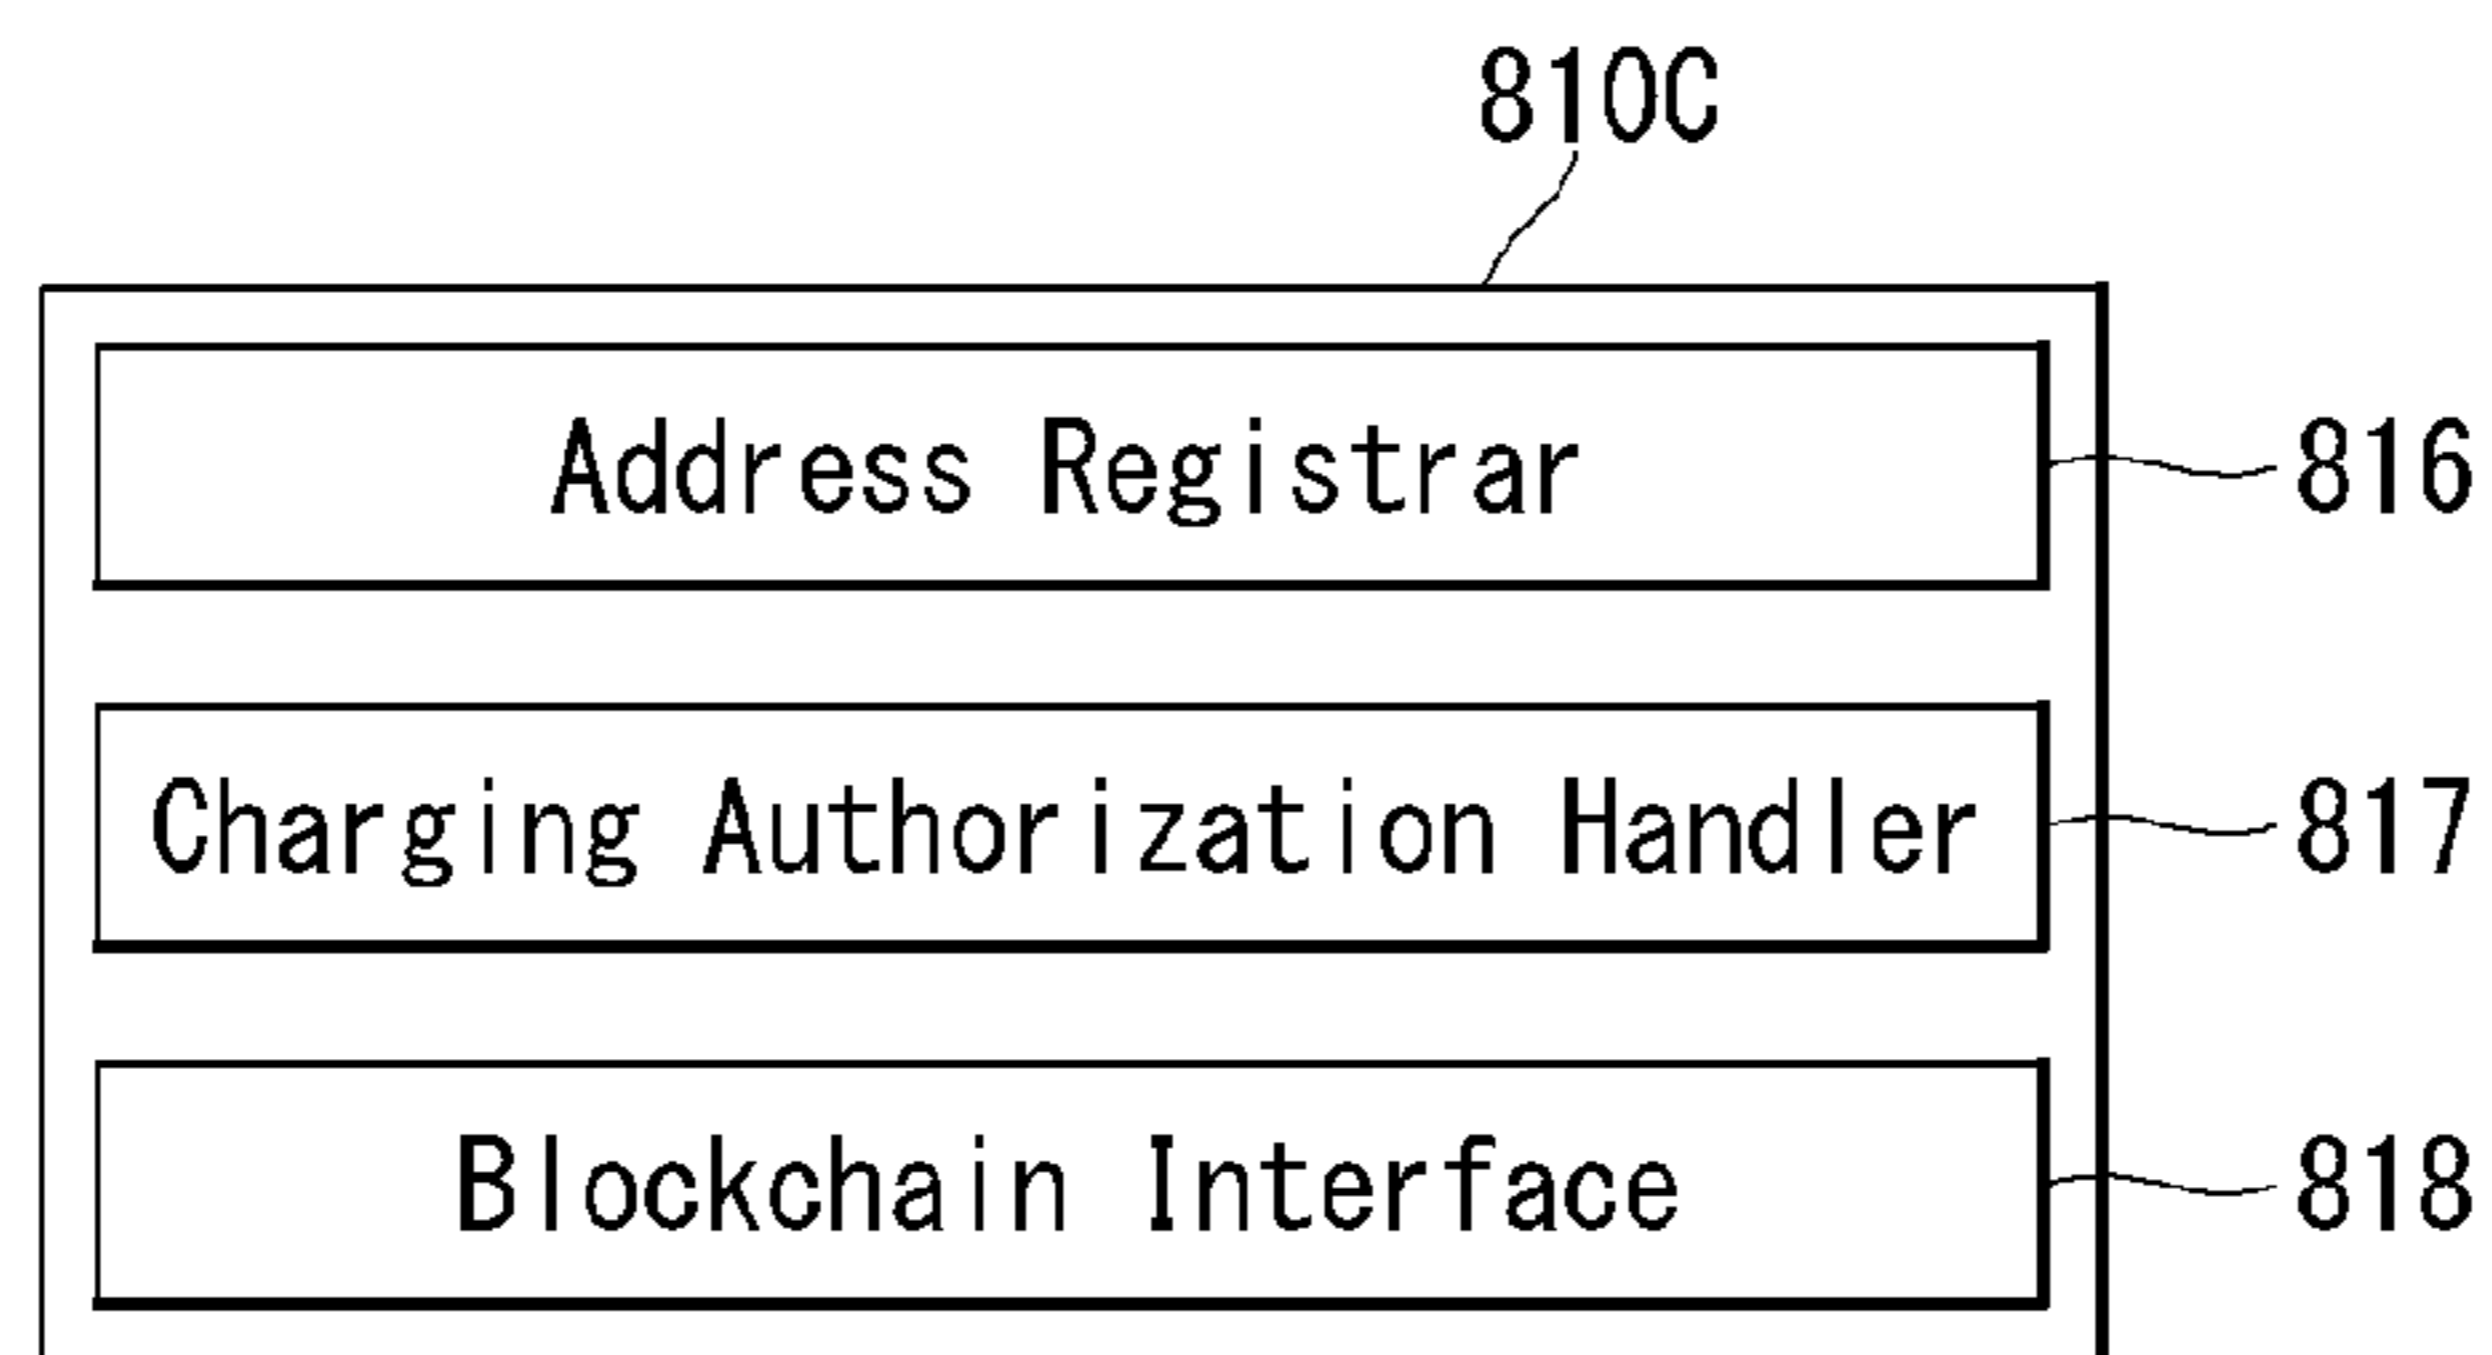 810C
Address Registrar
816
Charging Authorization Handler
817
Blockchain Interface
818